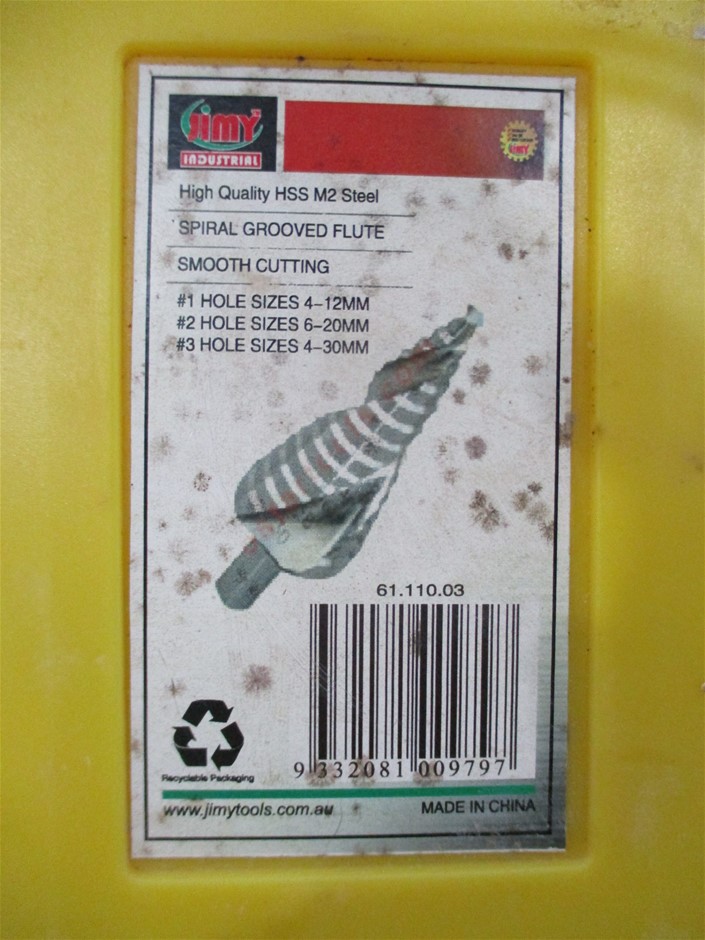 JIMY
INDUSTRIAL
JIMY
High Quality HSS M2 Steel
SPIRAL GROOVED FLUTE
SMOOTH CUTTING
#1 HOLE SIZES 4–12MM
#2 HOLE SIZES 6–20MM
#3 HOLE SIZES 4–30MM
61.110.03
9 332081 009797
Recyclable Packaging
www.jimytools.com.au
MADE IN CHINA